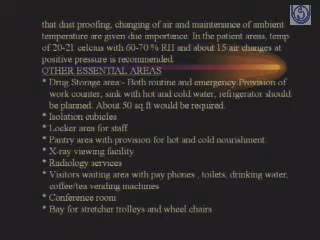 that dust proofing, changing of air and maintenance of ambient
temperature are given due importance. In the patient areas, temp
of 20-21 celcius with 60-70 % RH and about 15 air changes at
positive pressure is recommended.
OTHER ESSENTIAL AREAS
* Drug Storage area:- Both routine and emergency.Provision of
work counter, sink with hot and cold water, refrigerator should
be planned. About 50 sq ft would be required.
* Isolation cubicles
* Locker area for staff
* Pantry area with provision for hot and cold nourishment.
* X-ray viewing facility
* Radiology services
* Visitors waiting area with pay phones , toilets, drinking water,
coffee/tea vending machines
* Conference room
* Bay for stretcher trolleys and wheel chairs